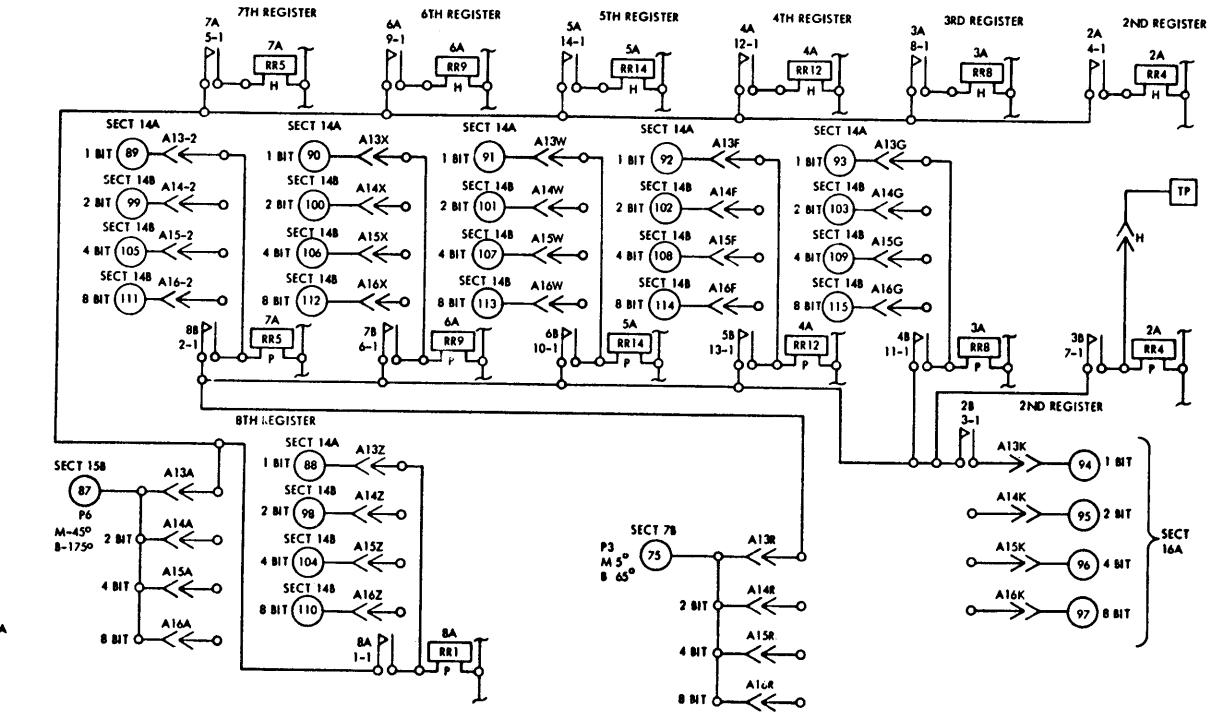 7TH REGISTER
6TH REGISTER
5TH REGISTER
4TH REGISTER
3RD REGISTER
2ND REGISTER
7A
5-1
7A
RR5
H
6A
9-1
6A
RR9
H
5A
14-1
5A
RR14
H
4A
12-1
4A
RR12
H
3A
8-1
3A
RR8
H
2A
4-1
2A
RR4
H
SECT 14A
1 BIT 89 A13-2
SECT 14B
2 BIT 99 A14-2
SECT 14B
4 BIT 105 A15-2
SECT 14B
8 BIT 111 A16-2
8B
2-1
7A
RR5
P
SECT 14A
1 BIT 90 A13X
SECT 14B
2 BIT 100 A14X
SECT 14B
4 BIT 106 A15X
SECT 14B
8 BIT 112 A16X
7B
6-1
6A
RR9
P
SECT 14A
1 BIT 91 A13W
SECT 14B
2 BIT 101 A14W
SECT 14B
4 BIT 107 A15W
SECT 14B
8 BIT 113 A16W
6B
10-1
5A
RR14
P
SECT 14A
1 BIT 92 A13F
SECT 14B
2 BIT 102 A14F
SECT 14B
4 BIT 108 A15F
SECT 14B
8 BIT 114 A16F
5B
13-1
4A
RR12
P
SECT 14A
1 BIT 93 A13G
SECT 14B
2 BIT 103 A14G
SECT 14B
4 BIT 109 A15G
SECT 14B
8 BIT 115 A16G
4B
11-1
3A
RR8
P
TP
H
3B
7-1
2A
RR4
P
8TH REGISTER
SECT 15B
87 A13A
P6
M-45°
B-175°
2 BIT A14A
4 BIT A15A
8 BIT A16A
A
SECT 14A
1 BIT 88 A13Z
SECT 14B
2 BIT 98 A14Z
SECT 14B
4 BIT 104 A15Z
SECT 14B
8 BIT 110 A16Z
8A
1-1
8A
RR1
P
SECT 7B
P3
M 5°
B 65°
75 A13R
2 BIT A14R
4 BIT A15R
8 BIT A16R
2ND REGISTER
2B
3-1
A13K 94 1 BIT
A14K 95 2 BIT
A15K 96 4 BIT
A16K 97 8 BIT
SECT
16A